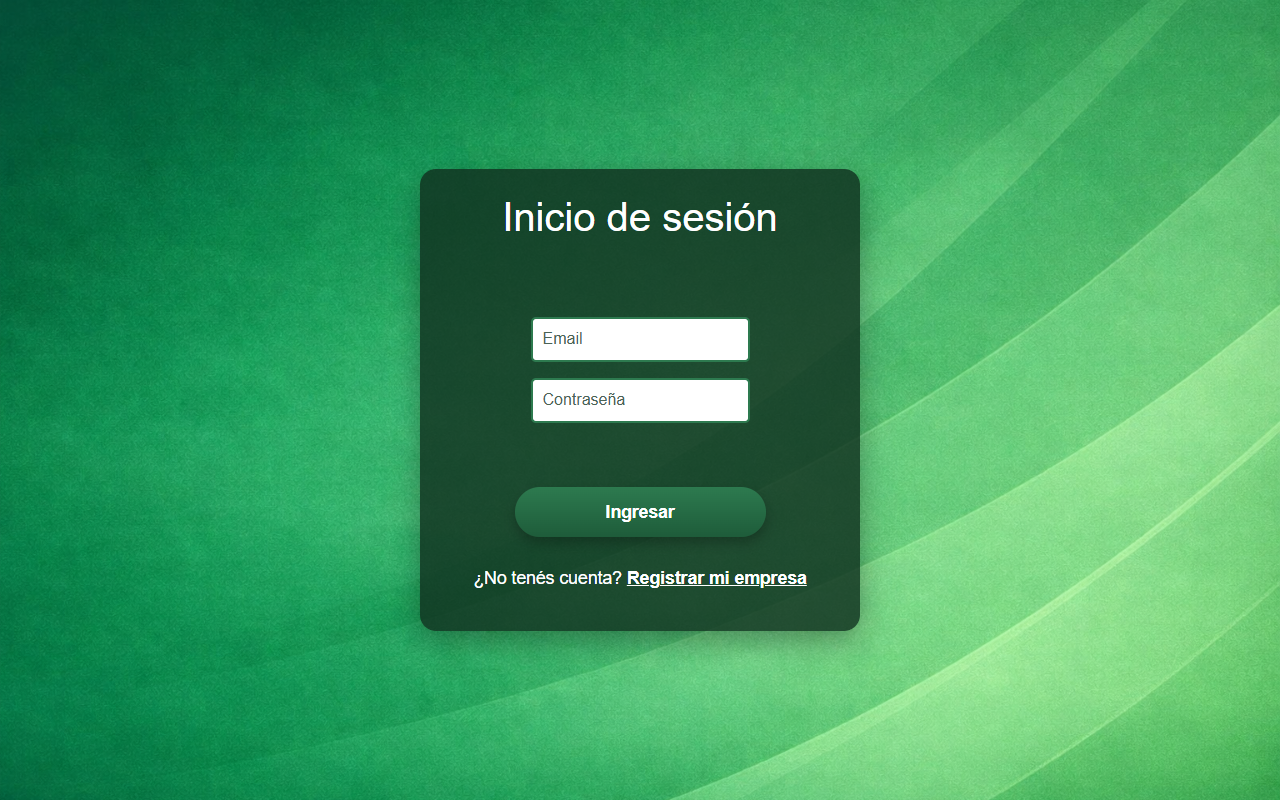 Inicio de sesión
Email
Contraseña
Ingresar
¿No tenés cuenta? Registrar mi empresa